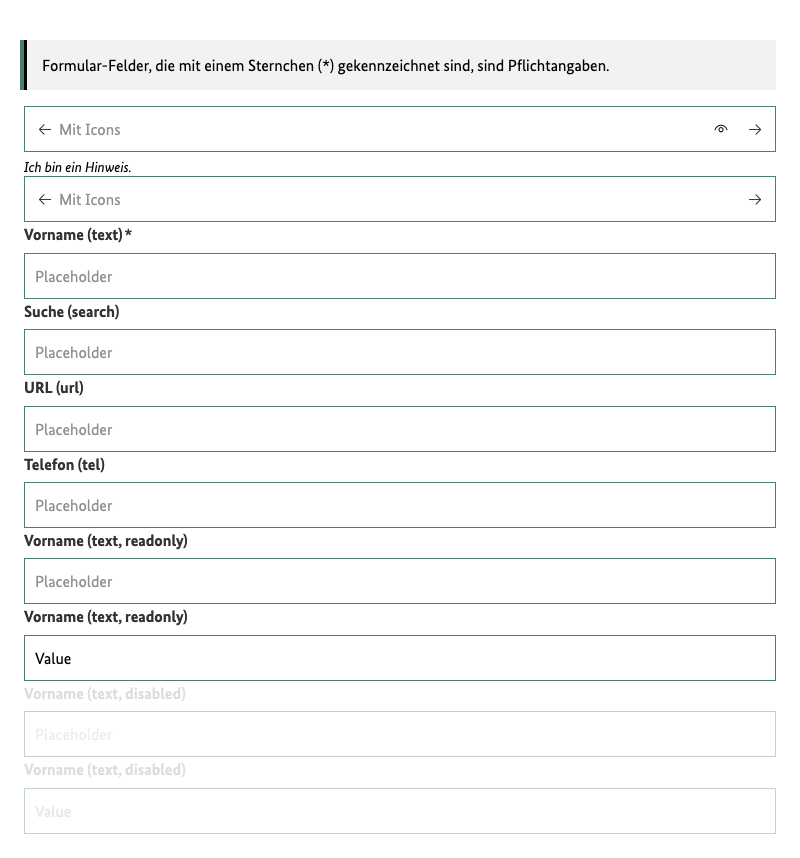 Formular-Felder, die mit einem Sternchen (*) gekennzeichnet sind, sind Pflichtangaben.
Mit Icons
Ich bin ein Hinweis.
Mit Icons
Vorname (text)*
Placeholder
Suche (search)
Placeholder
URL (url)
Placeholder
Telefon (tel)
Placeholder
Vorname (text, readonly)
Placeholder
Vorname (text, readonly)
Value
Vorname (text, disabled)
Placeholder
Vorname (text, disabled)
Value